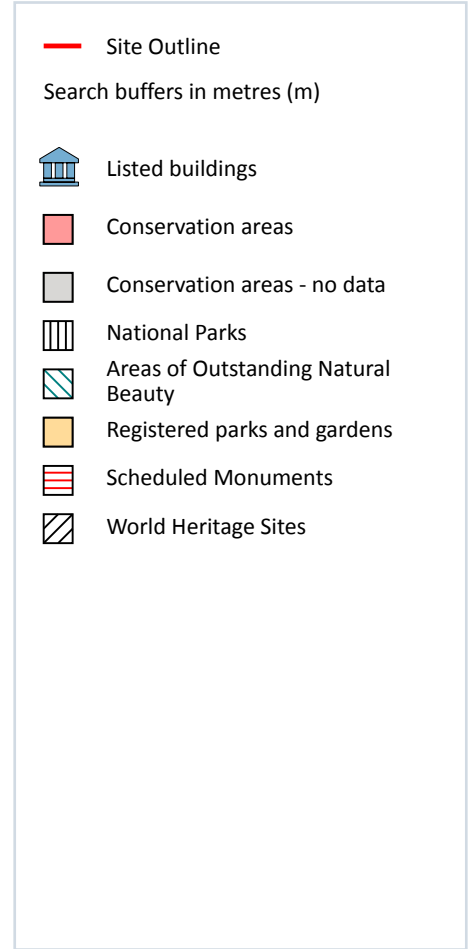 Site Outline
Search buffers in metres (m)
Listed buildings
Conservation areas
Conservation areas - no data
National Parks
Areas of Outstanding Natural
Beauty
Registered parks and gardens
Scheduled Monuments
World Heritage Sites